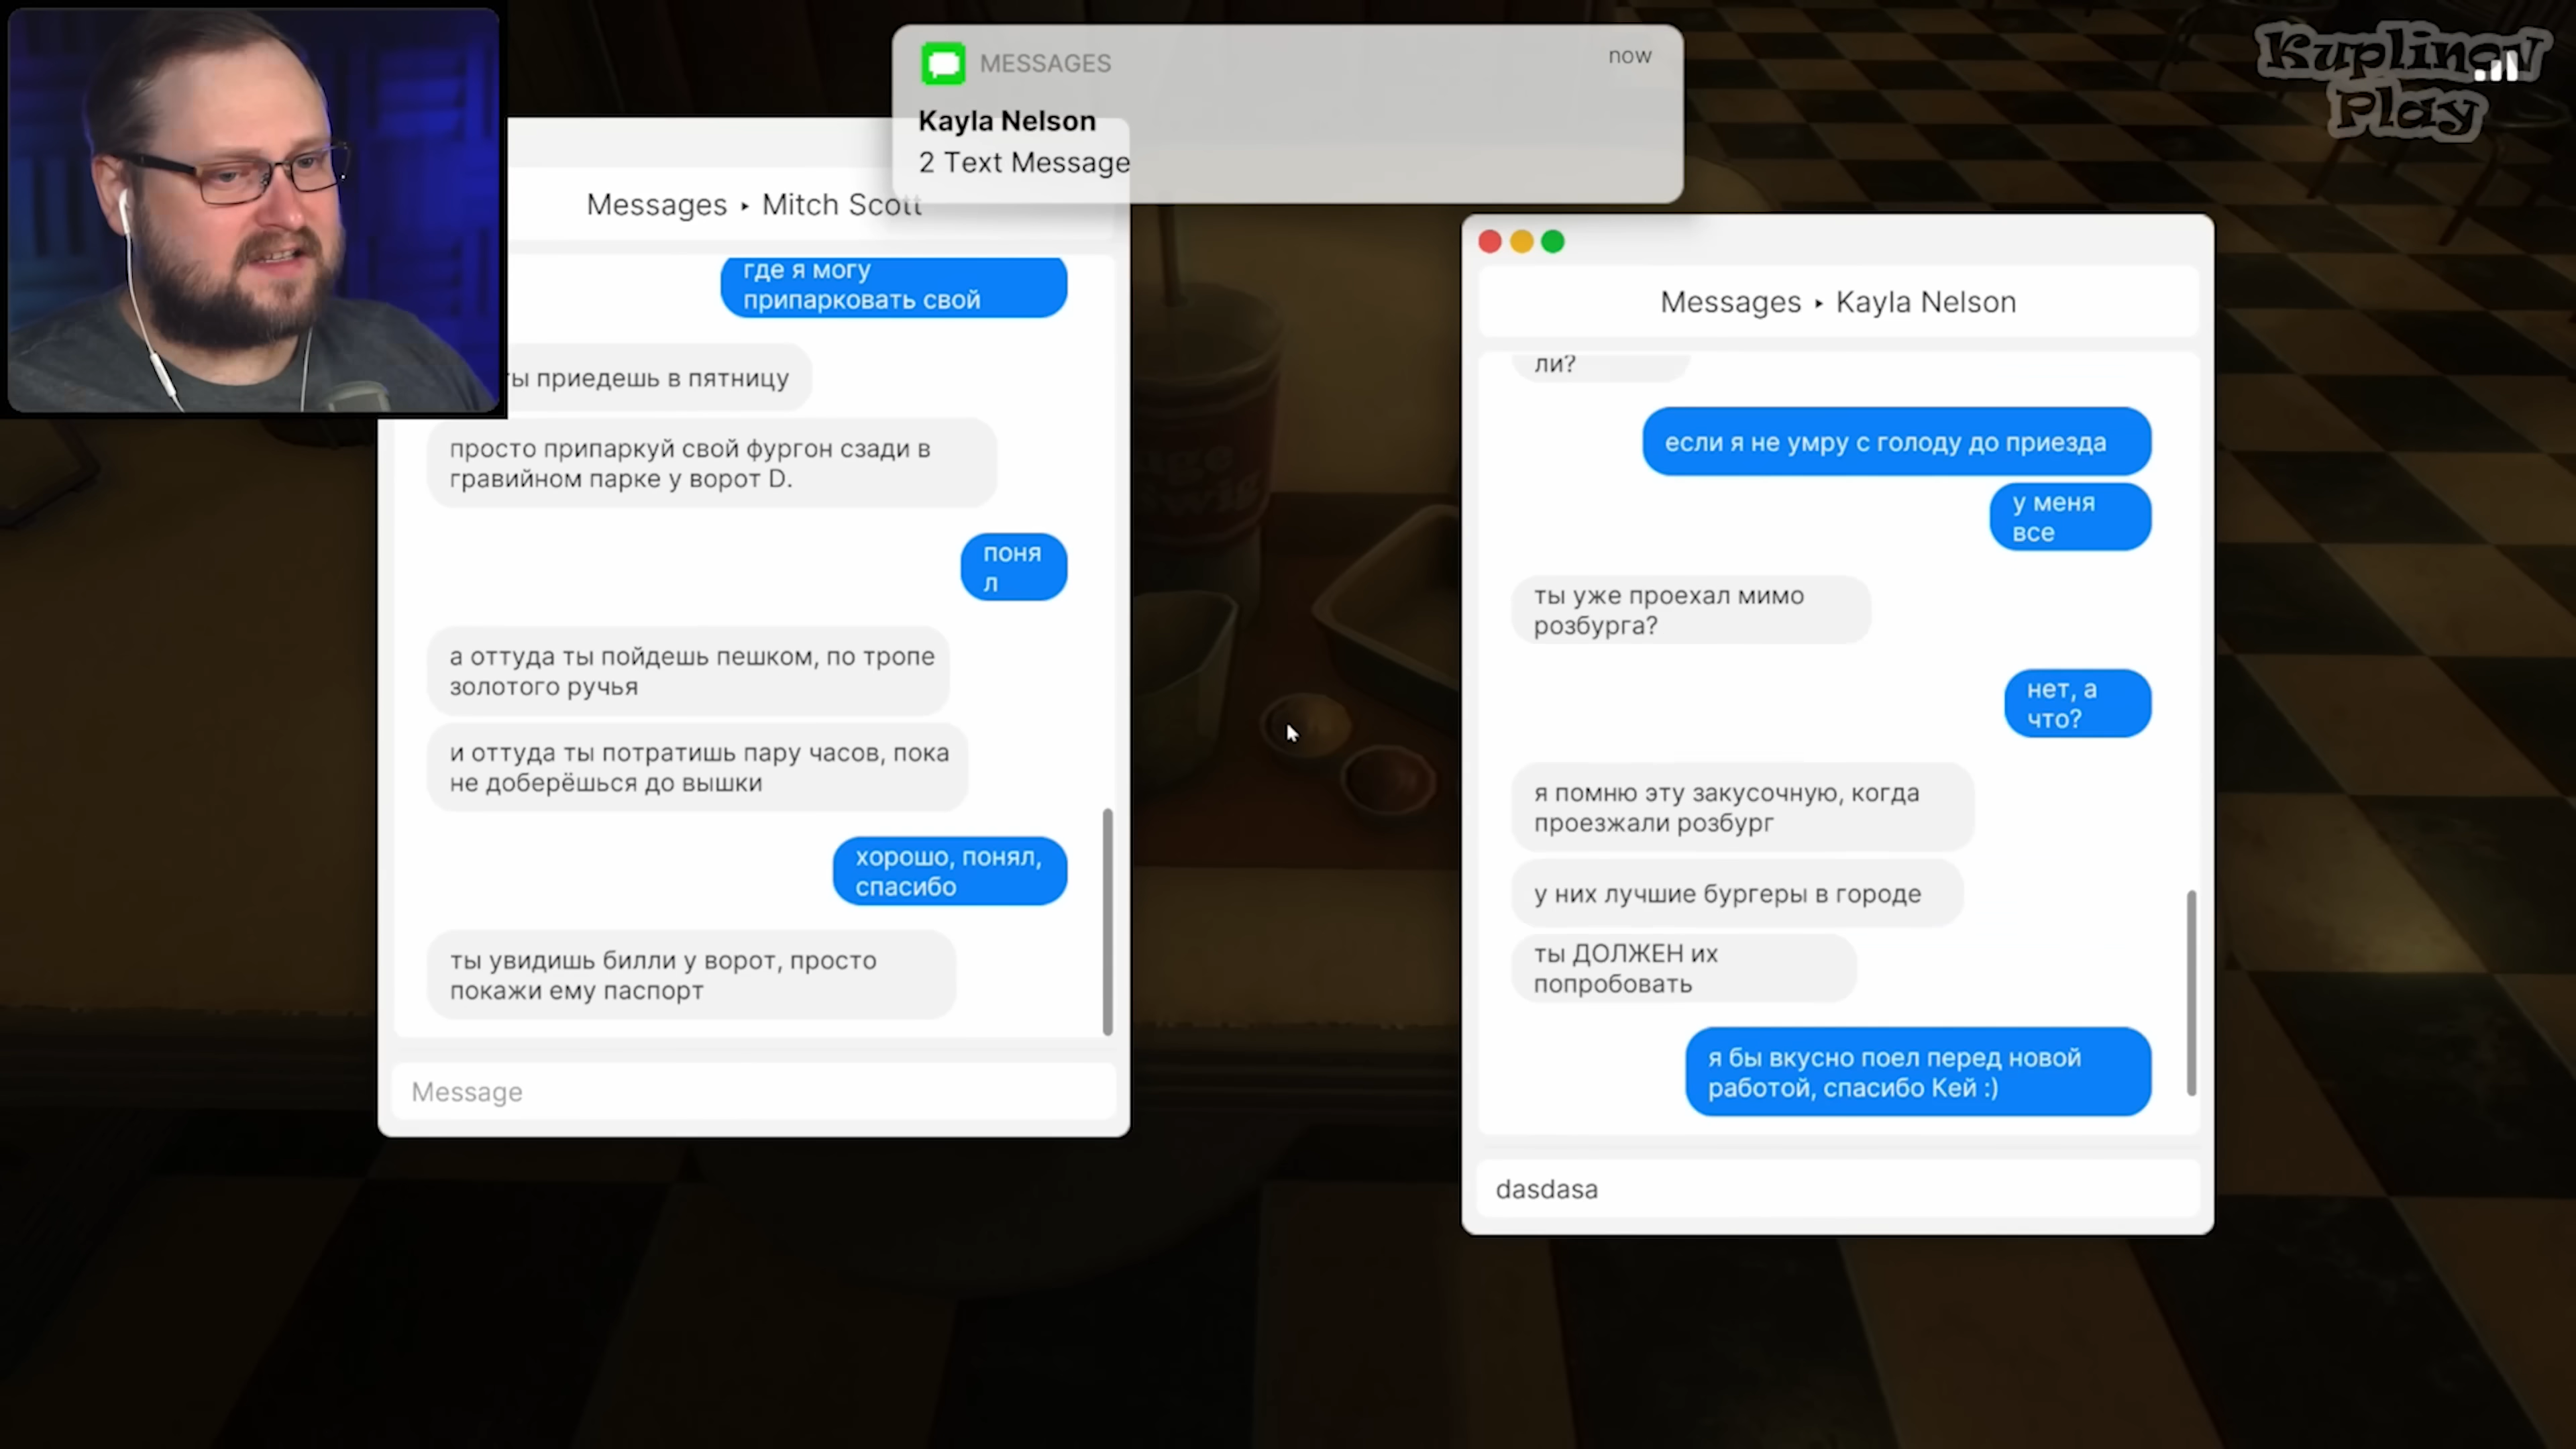 MESSAGES
now
Kayla Nelson
2 Text Message
Kuplinov
Play
Messages ‣ Mitch Scott
где я могу
припарковать свой
ты приедешь в пятницу
просто припаркуй свой фургон сзади в
гравийном парке у ворот D.
поня
л
а оттуда ты пойдешь пешком, по тропе
золотого ручья
и оттуда ты потратишь пару часов, пока
не доберёшься до вышки
хорошо, понял,
спасибо
ты увидишь билли у ворот, просто
покажи ему паспорт
Message
Messages ‣ Kayla Nelson
ли?
если я не умру с голоду до приезда
у меня
все
ты уже проехал мимо
розбурга?
нет, а
что?
я помню эту закусочную, когда
проезжали розбург
у них лучшие бургеры в городе
ты ДОЛЖЕН их
попробовать
я бы вкусно поел перед новой
работой, спасибо Кей :)
dasdasa